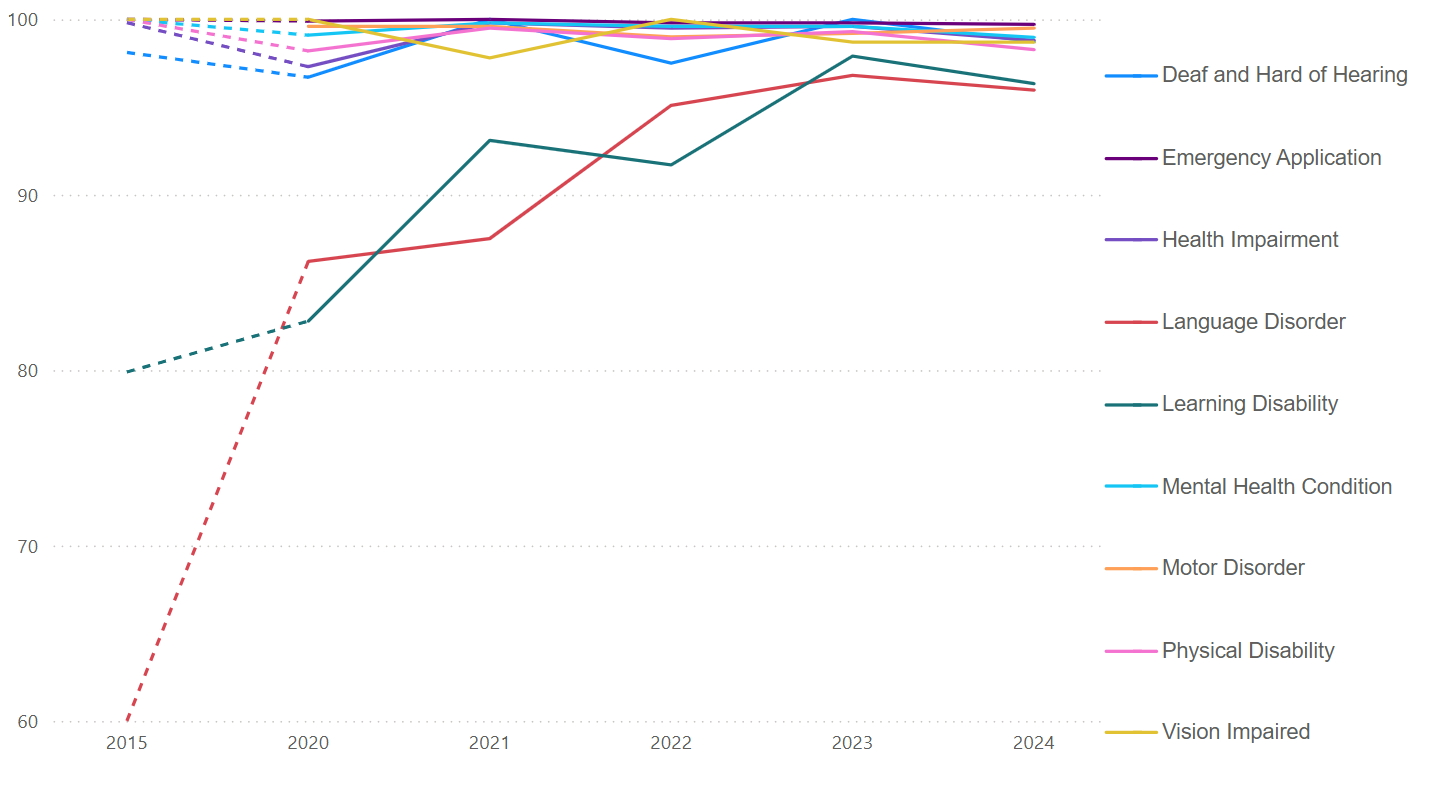 100
90
80
70
60
2015 2020 2021 2022 2023 2024
Deaf and Hard of Hearing
Emergency Application
Health Impairment
Language Disorder
Learning Disability
Mental Health Condition
Motor Disorder
Physical Disability
Vision Impaired